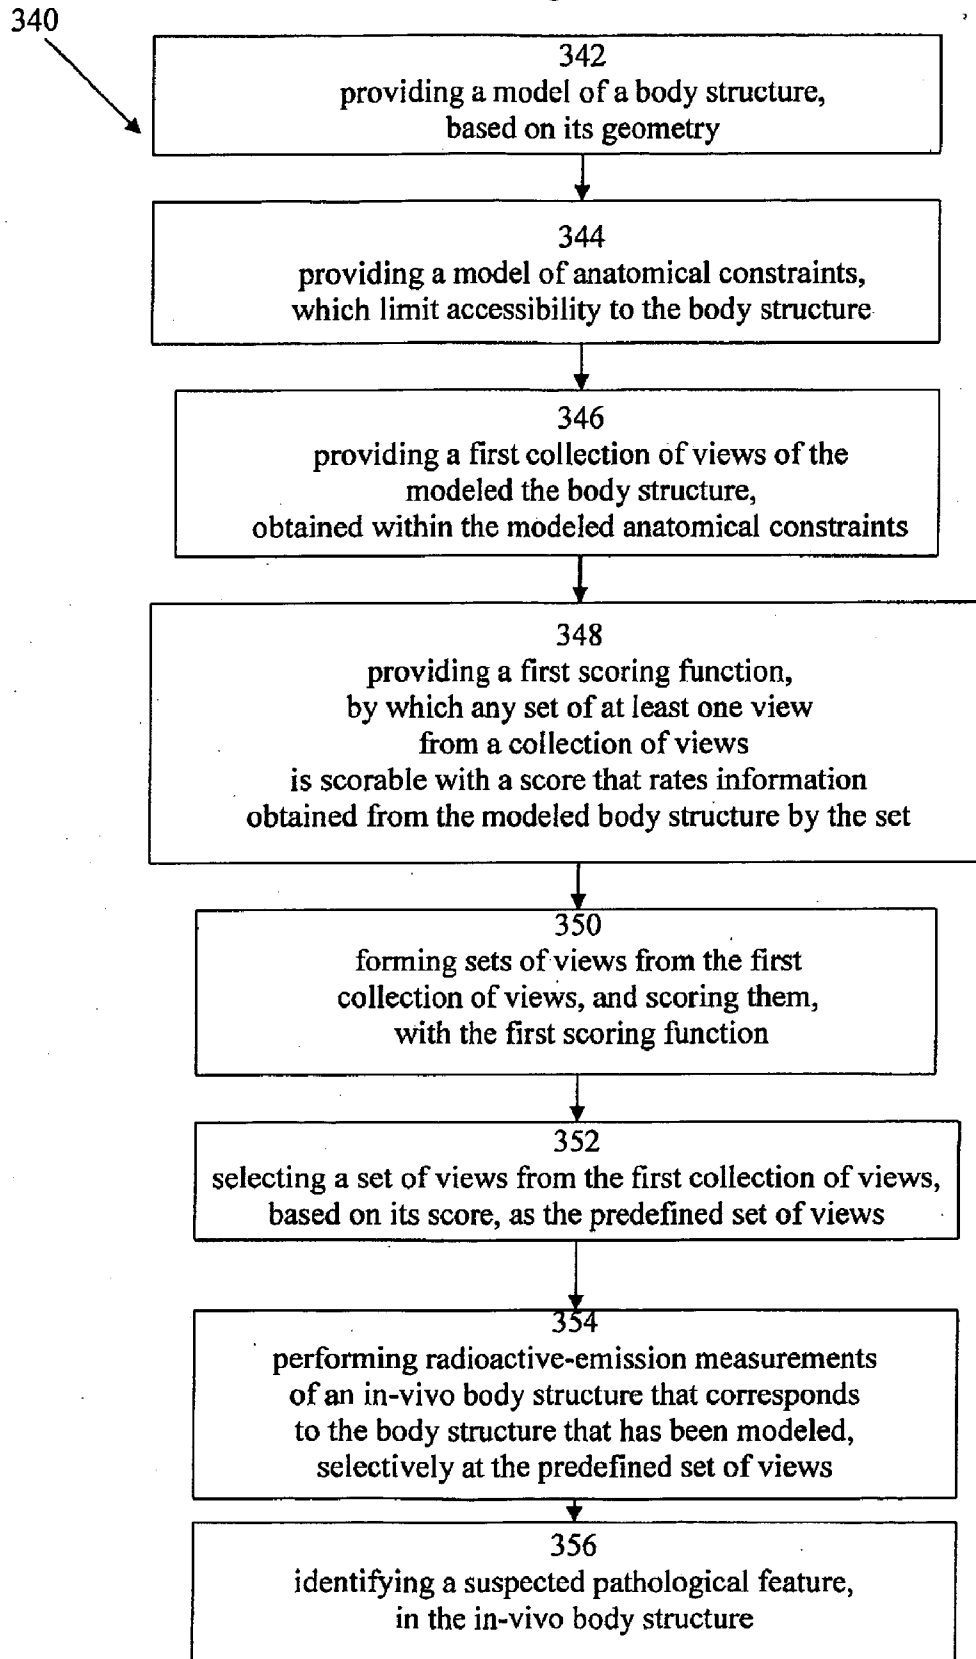 340
342
providing a model of a body structure,
based on its geometry
344
providing a model of anatomical constraints,
which limit accessibility to the body structure
346
providing a first collection of views of the
modeled the body structure,
obtained within the modeled anatomical constraints
348
providing a first scoring function,
by which any set of at least one view
from a collection of views
is scorable with a score that rates information
obtained from the modeled body structure by the set
350
forming sets of views from the first
collection of views, and scoring them,
with the first scoring function
352
selecting a set of views from the first collection of views,
based on its score, as the predefined set of views
354
performing radioactive-emission measurements
of an in-vivo body structure that corresponds
to the body structure that has been modeled,
selectively at the predefined set of views
356
identifying a suspected pathological feature,
in the in-vivo body structure